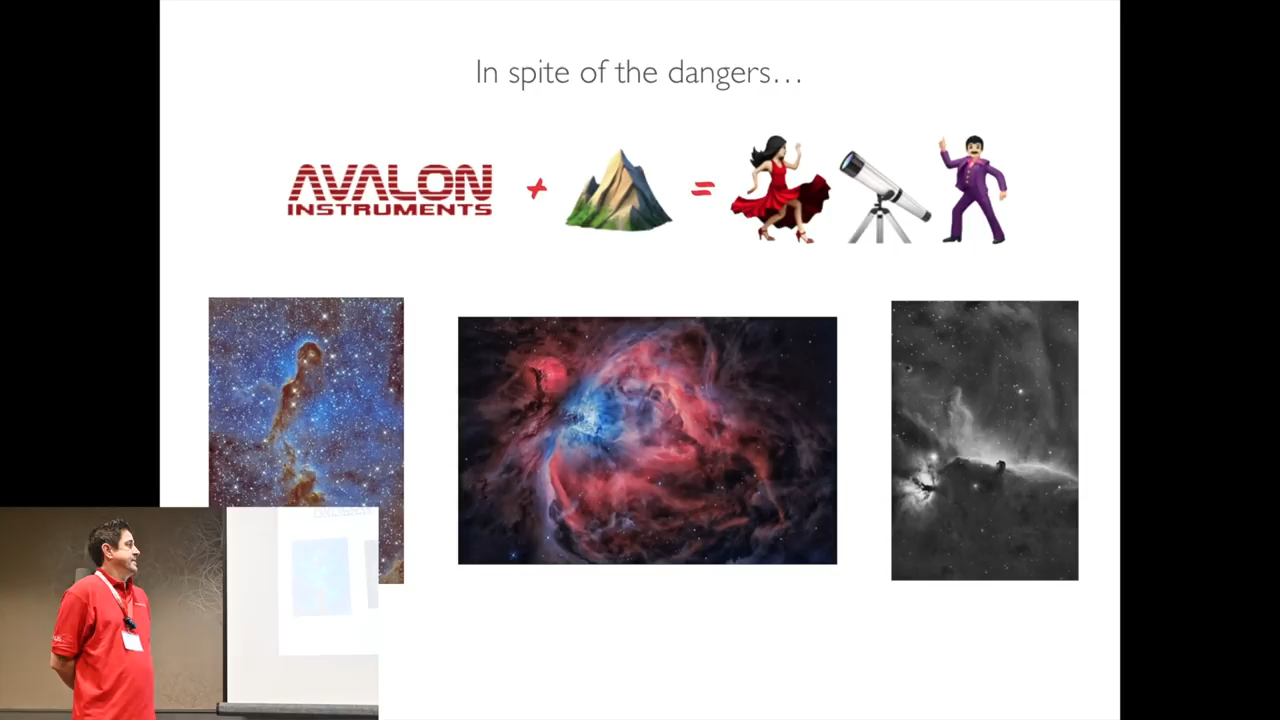 In spite of the dangers…
AVALON
INSTRUMENTS
+
=